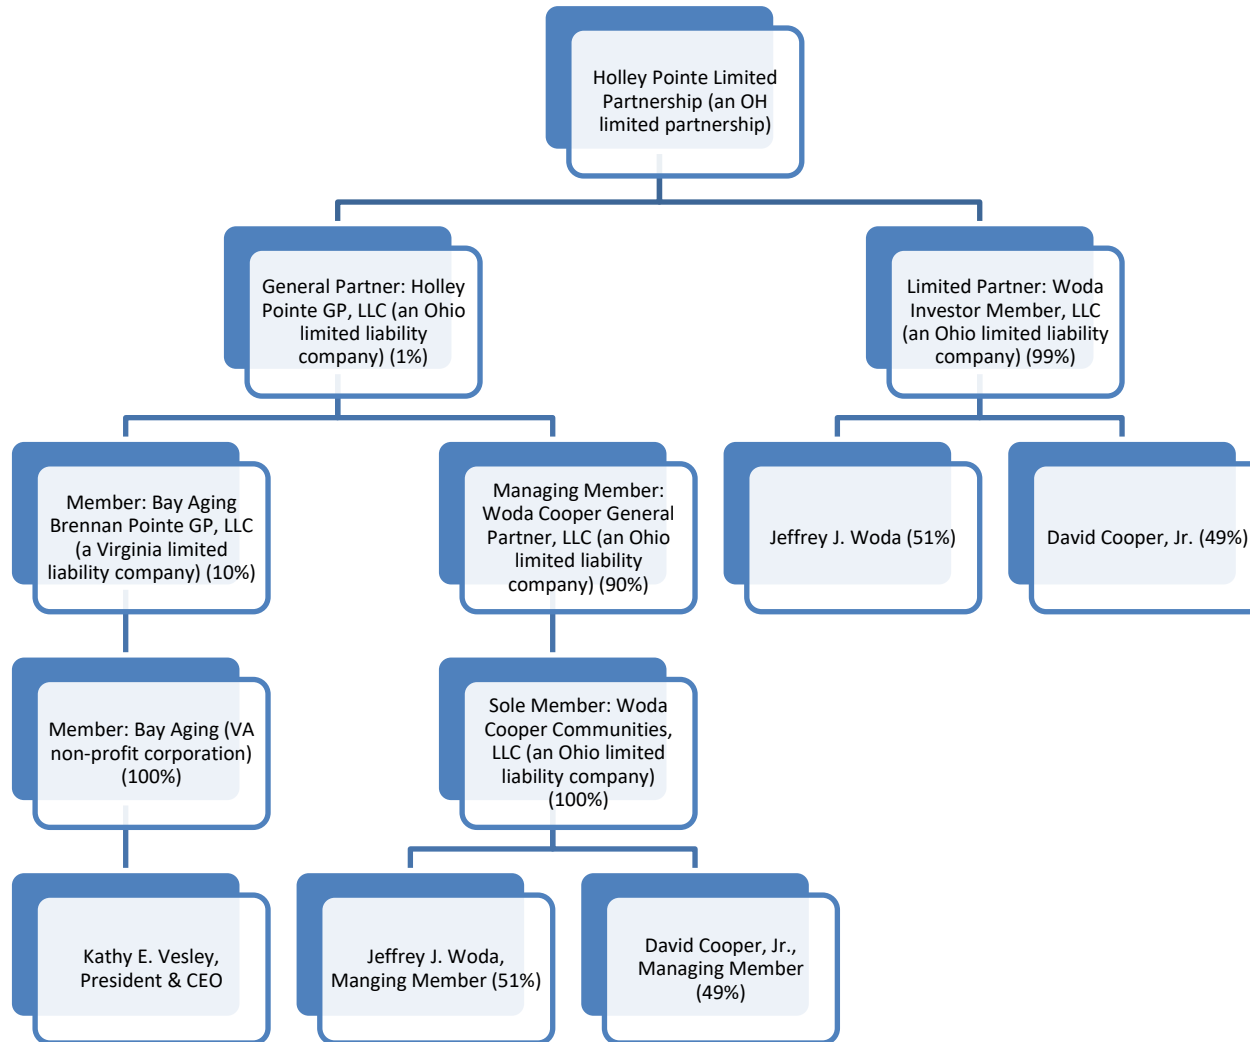 Holley Pointe Limited
Partnership (an OH
limited partnership)
General Partner: Holley
Pointe GP, LLC (an Ohio
limited liability
company) (1%)
Limited Partner: Woda
Investor Member, LLC
(an Ohio limited liability
company) (99%)
Member: Bay Aging
Brennan Pointe GP, LLC
(a Virginia limited
liability company) (10%)
Managing Member:
Woda Cooper General
Partner, LLC (an Ohio
limited liability
company) (90%)
Jeffrey J. Woda (51%)
David Cooper, Jr. (49%)
Member: Bay Aging (VA
non-profit corporation)
(100%)
Sole Member: Woda
Cooper Communities,
LLC (an Ohio limited
liability company)
(100%)
Kathy E. Vesley,
President & CEO
Jeffrey J. Woda,
Manging Member (51%)
David Cooper, Jr.,
Managing Member
(49%)